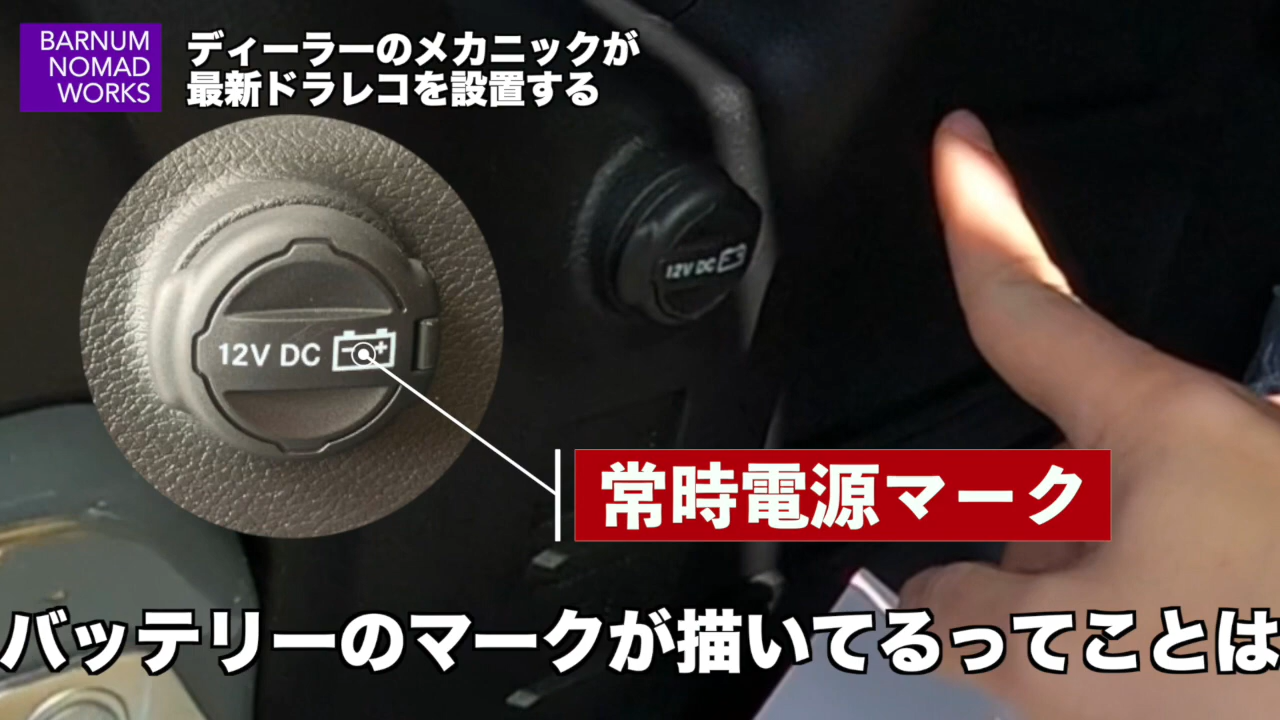 BARNUM
NOMAD
WORKS
ディーラーのメカニックが
最新ドラレコを設置する
12V DC
12V DC
常時電源マーク
バッテリーのマークが描いてるってことは